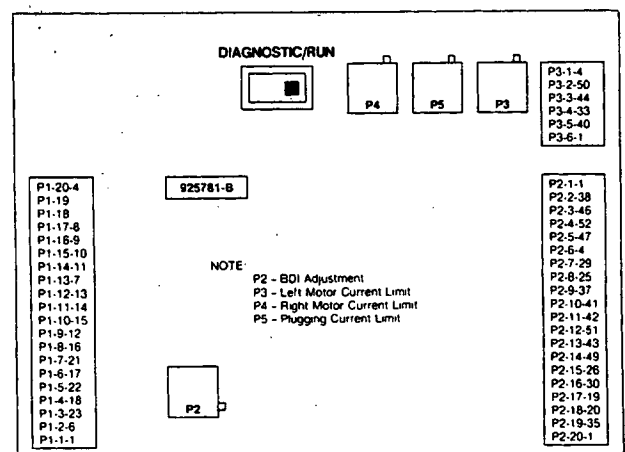 DIAGNOSTIC/RUN
P4
P5
P3
P3-1-4
P3-2-50
P3-3-44
P3-4-33
P3-5-40
P3-6-1
P1-20-4
P1-19
P1-18
P1-17-8
P1-16-9
P1-15-10
P1-14-11
P1-13-7
P1-12-13
P1-11-14
P1-10-15
P1-9-12
P1-8-16
P1-7-21
P1-6-17
P1-5-22
P1-4-18
P1-3-23
P1-2-6
P1-1-1
925781-B
NOTE:
P2 - BDI Adjustment
P3 - Left Motor Current Limit
P4 - Right Motor Current Limit
P5 - Plugging Current Limit
P2
P2-1-1
P2-2-38
P2-3-46
P2-4-52
P2-5-47
P2-6-4
P2-7-29
P2-8-25
P2-9-37
P2-10-41
P2-11-42
P2-12-51
P2-13-43
P2-14-49
P2-15-26
P2-16-30
P2-17-19
P2-18-20
P2-19-35
P2-20-1